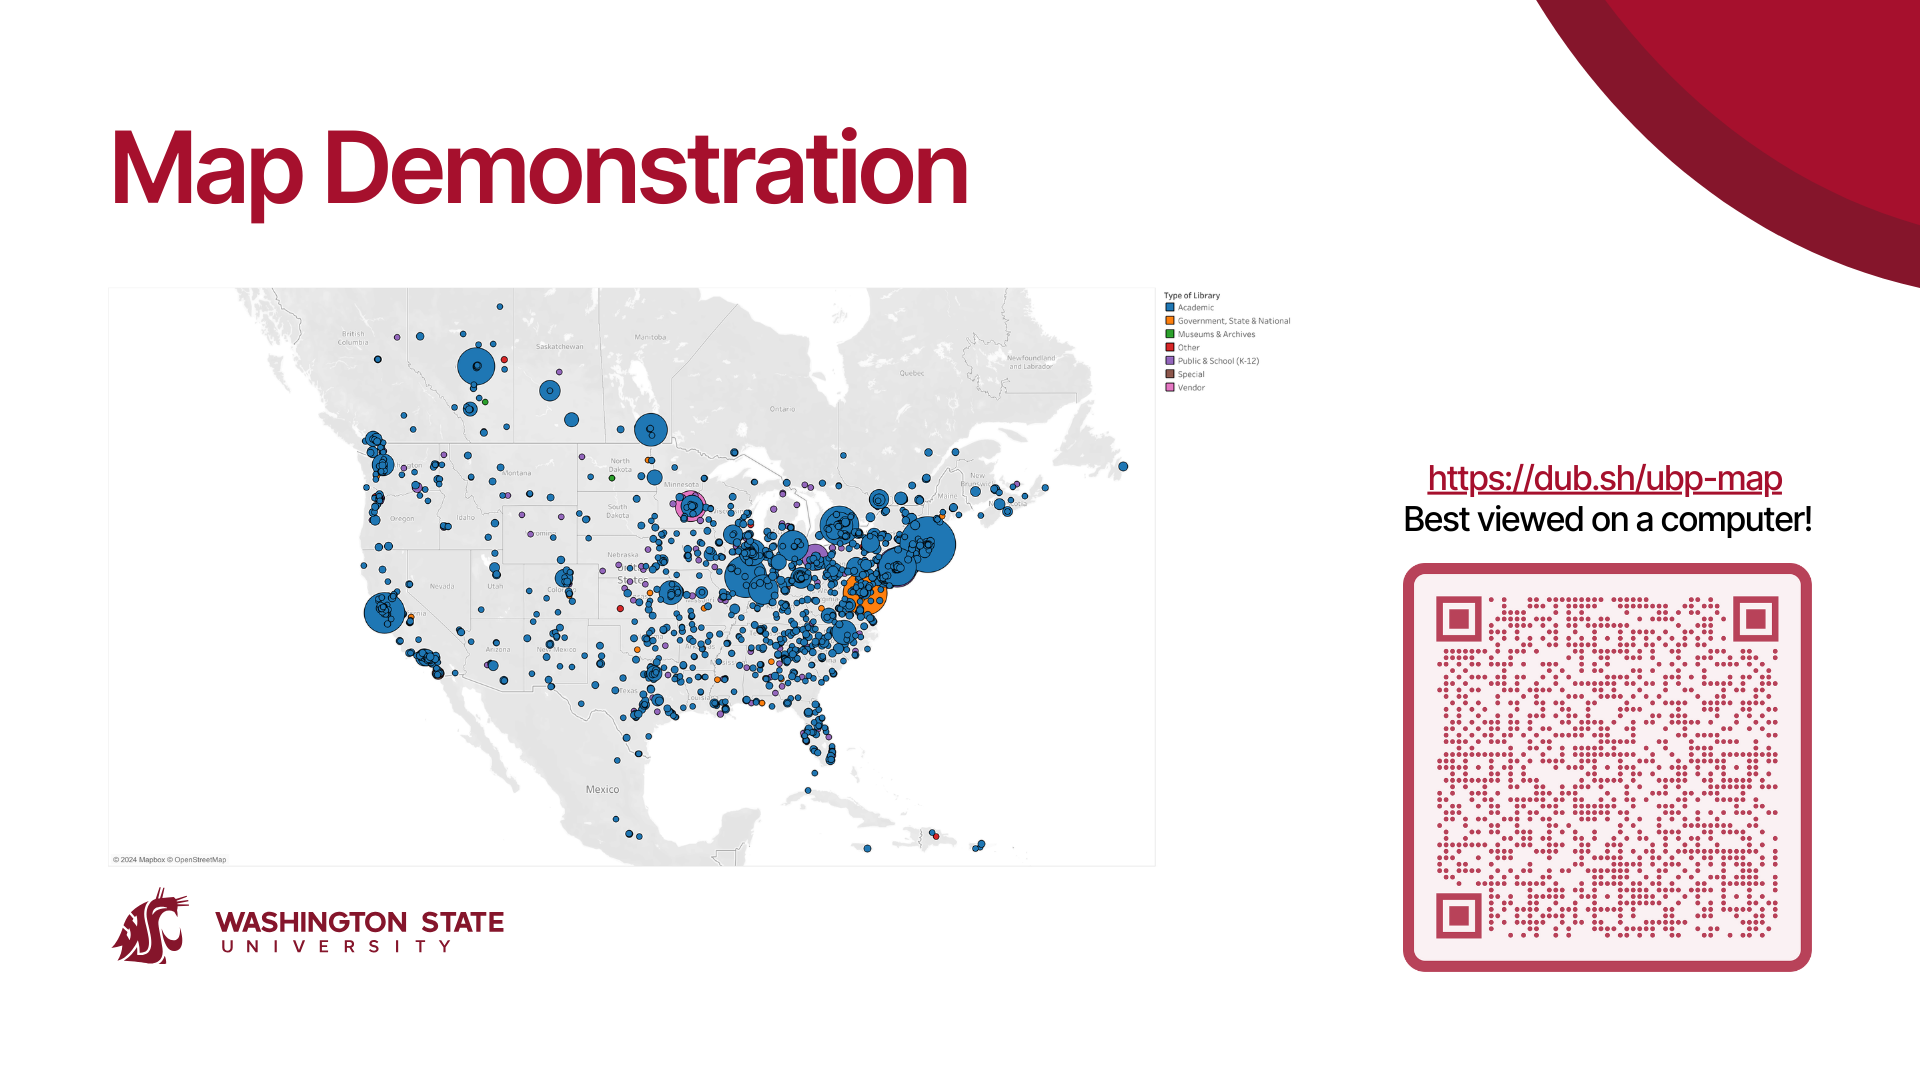 Map Demonstration
Type of Library
Academic
Government, State & National
Museums & Archives
Other
Public & School (K-12)
Special
Vendor
British
Columbia
Saskatchewan
Manitoba
Newfoundland
and Labrador
Quebec
Ontario
North
Dakota
Montana
Minnesota
New
Brunswick
Maine
South
Dakota
Oregon
Idaho
Nebraska
Nevada
Utah
Arizona
New Mexico
Texas
Mexico
© 2024 Mapbox © OpenStreetMap
https://dub.sh/ubp-map
Best viewed on a computer!
WASHINGTON STATE
UNIVERSITY